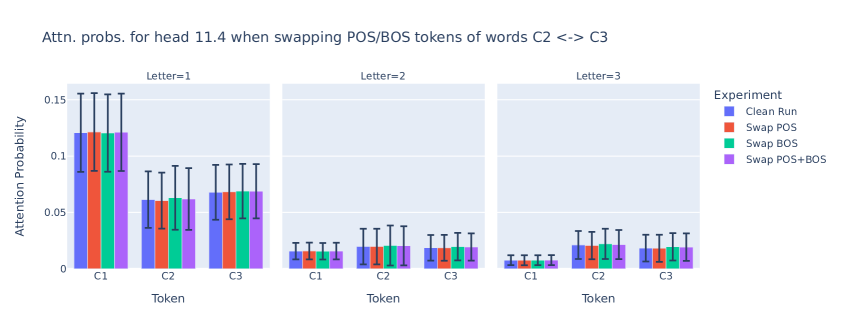 Attn. probs. for head 11.4 when swapping POS/BOS tokens of words C2 <-> C3
Letter=1
Letter=2
Letter=3
Attention Probability
0.15
0.1
0.05
0
C1
C2
C3
C1
C2
C3
C1
C2
C3
Token
Token
Token
Experiment
Clean Run
Swap POS
Swap BOS
Swap POS+BOS